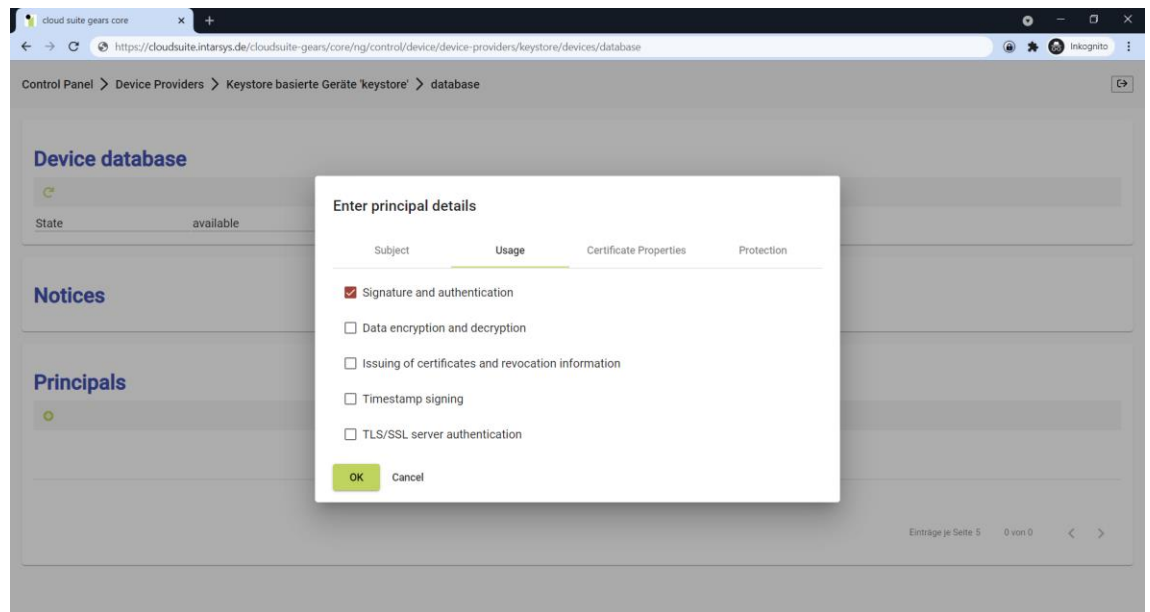 cloud suite gears core
https://cloudsuite.intarsys.de/cloudsuite-gears/core/ng/control/device/device-providers/keystore/devices/database
Inkognito
Control Panel > Device Providers > Keystore basierte Geräte 'keystore' > database
Device database
State available
Enter principal details
Subject Usage Certificate Properties Protection
Signature and authentication
Data encryption and decryption
Issuing of certificates and revocation information
Timestamp signing
TLS/SSL server authentication
OK Cancel
Notices
Principals
Einträge je Seite 5 0 von 0